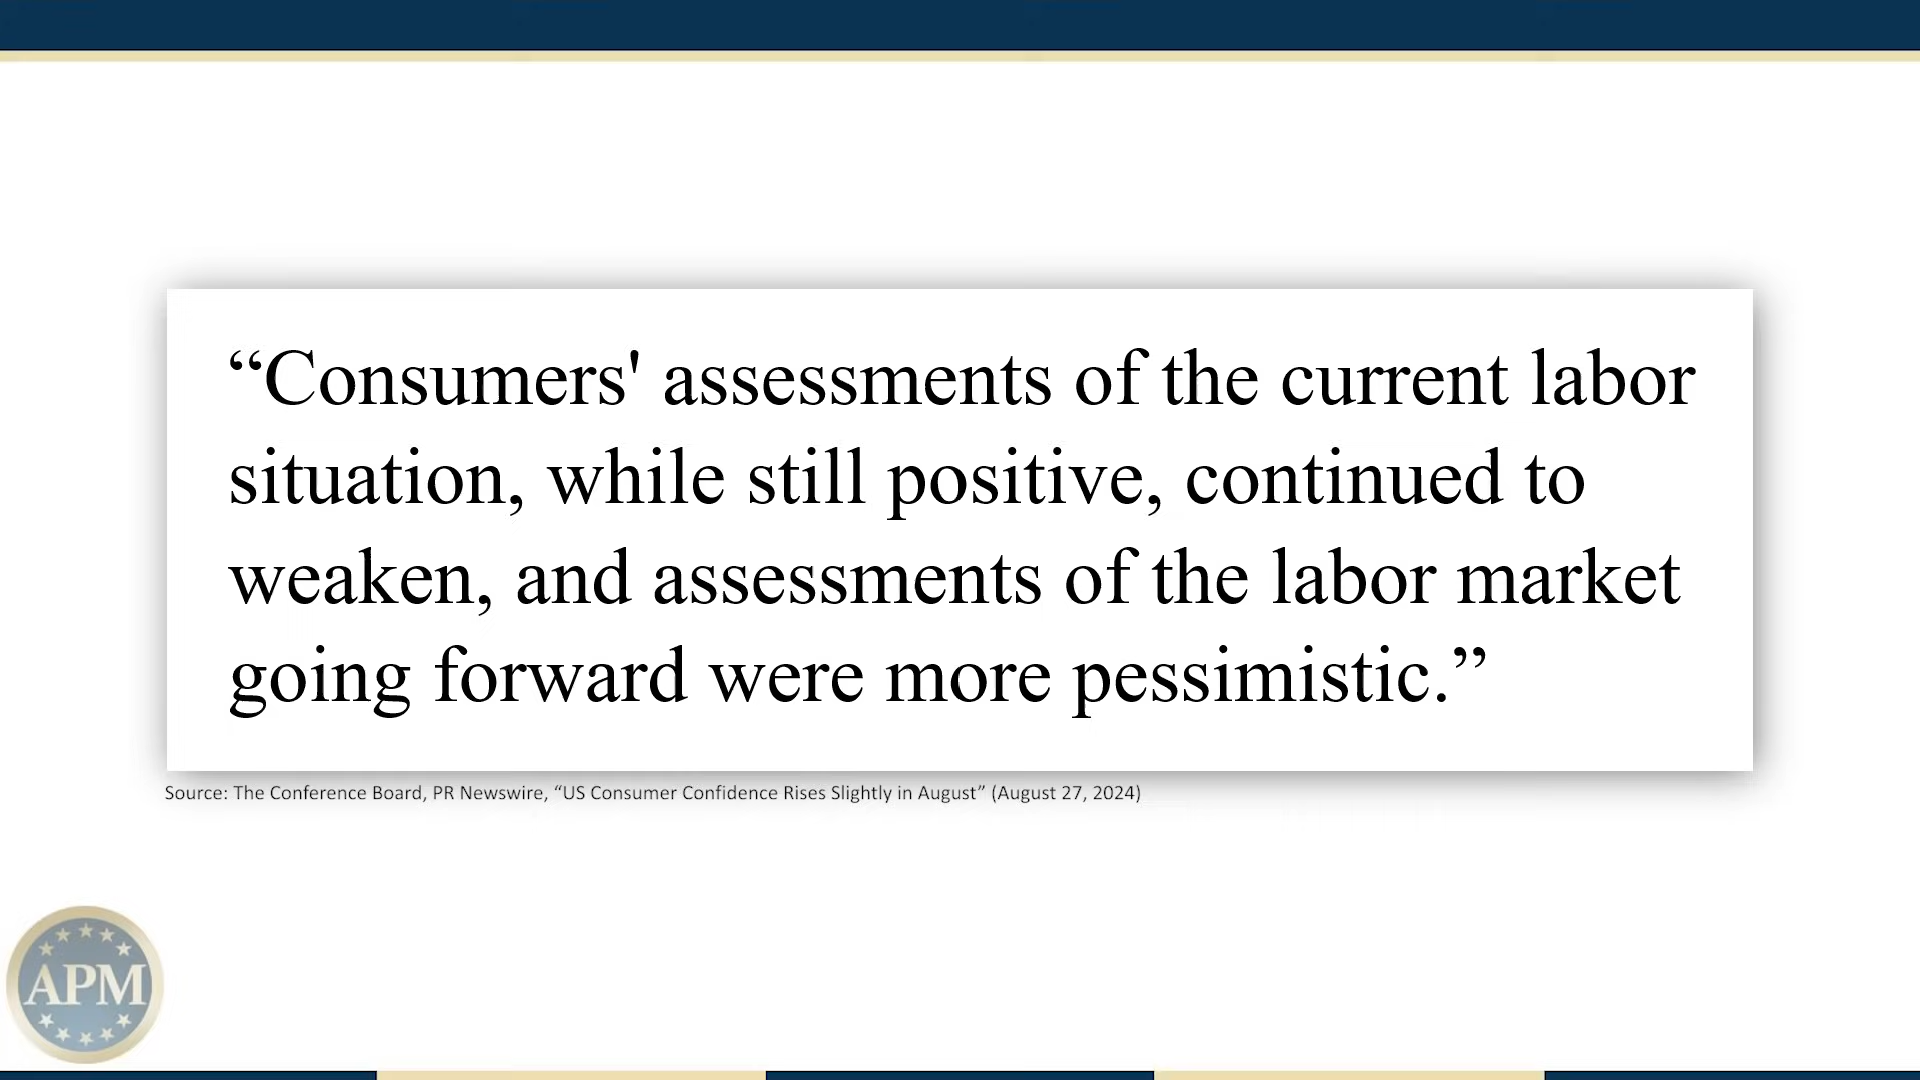 “Consumers' assessments of the current labor
situation, while still positive, continued to
weaken, and assessments of the labor market
going forward were more pessimistic.”
Source: The Conference Board, PR Newswire, “US Consumer Confidence Rises Slightly in August” (August 27, 2024)
APM